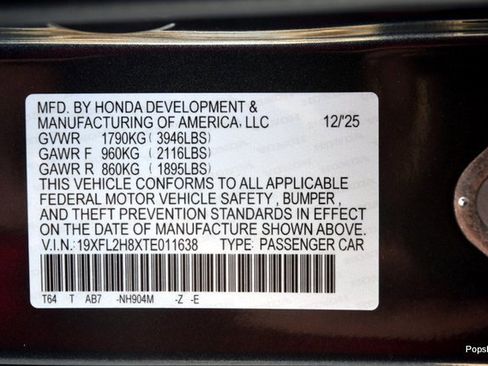 MFD. BY HONDA DEVELOPMENT &
MANUFACTURING OF AMERICA, LLC 12/'25
GVWR 1790KG ( 3946LBS)
GAWR F 960KG ( 2116LBS)
GAWR R 860KG ( 1895LBS)
THIS VEHICLE CONFORMS TO ALL APPLICABLE
FEDERAL MOTOR VEHICLE SAFETY , BUMPER ,
AND THEFT PREVENTION STANDARDS IN EFFECT
ON THE DATE OF MANUFACTURE SHOWN ABOVE.
V.I.N.: 19XFL2H8XTE011638 TYPE: PASSENGER CAR
T64 T AB7 -NH904M -Z -E